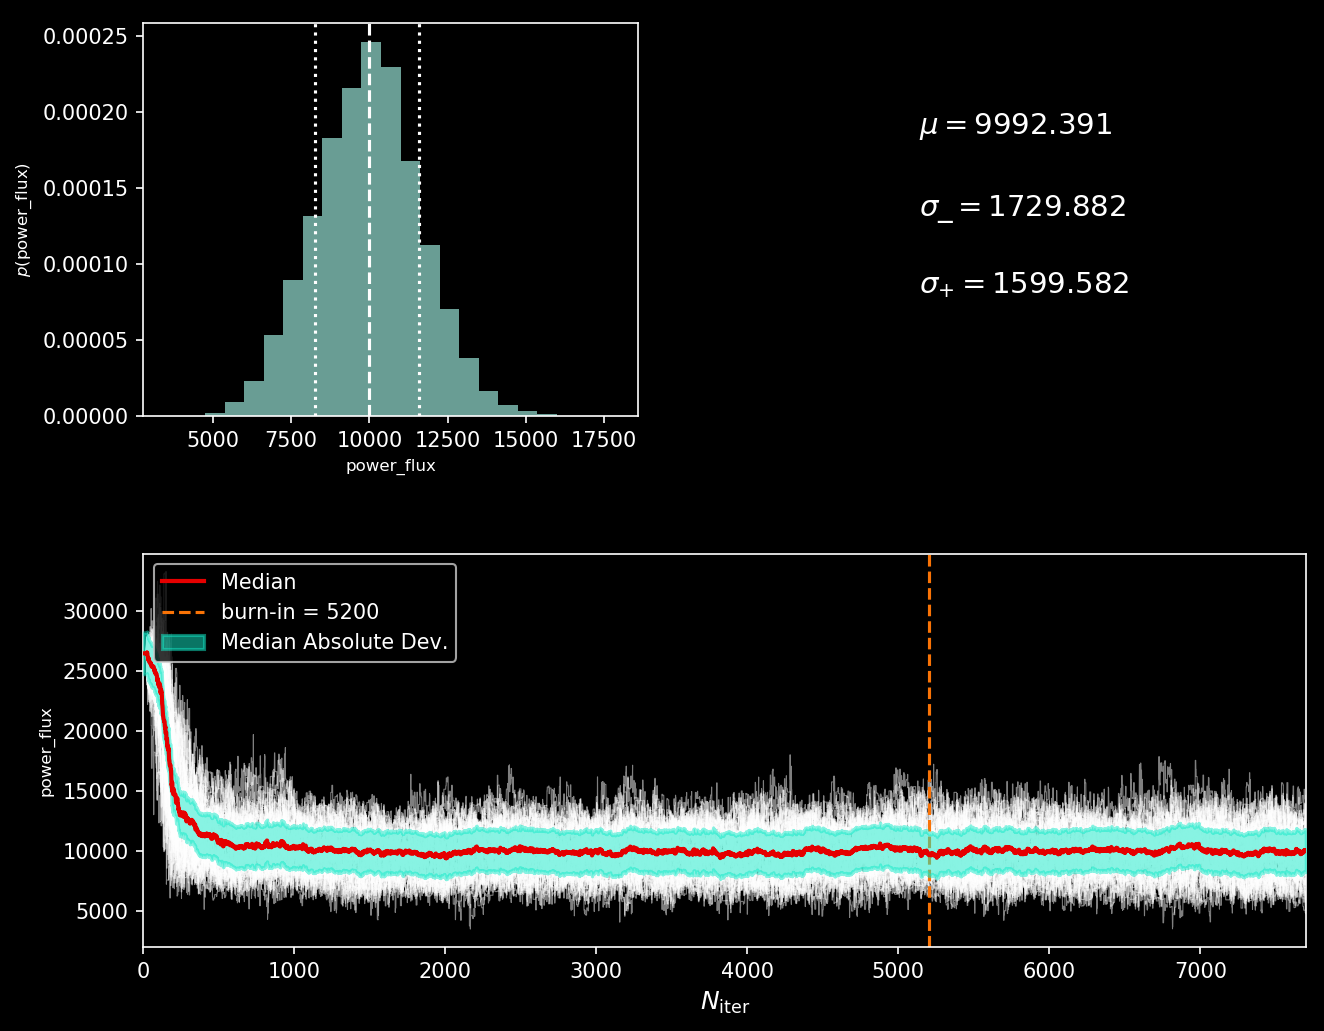 0.00025
0.00020
0.00015
0.00010
0.00005
0.00000
p(power_flux)
5000 7500 10000 12500 15000 17500
power_flux
μ = 9992.391
σ_ = 1729.882
σ+ = 1599.582
Median
burn-in = 5200
Median Absolute Dev.
30000
25000
20000
15000
10000
5000
power_flux
0 1000 2000 3000 4000 5000 6000 7000
Niter